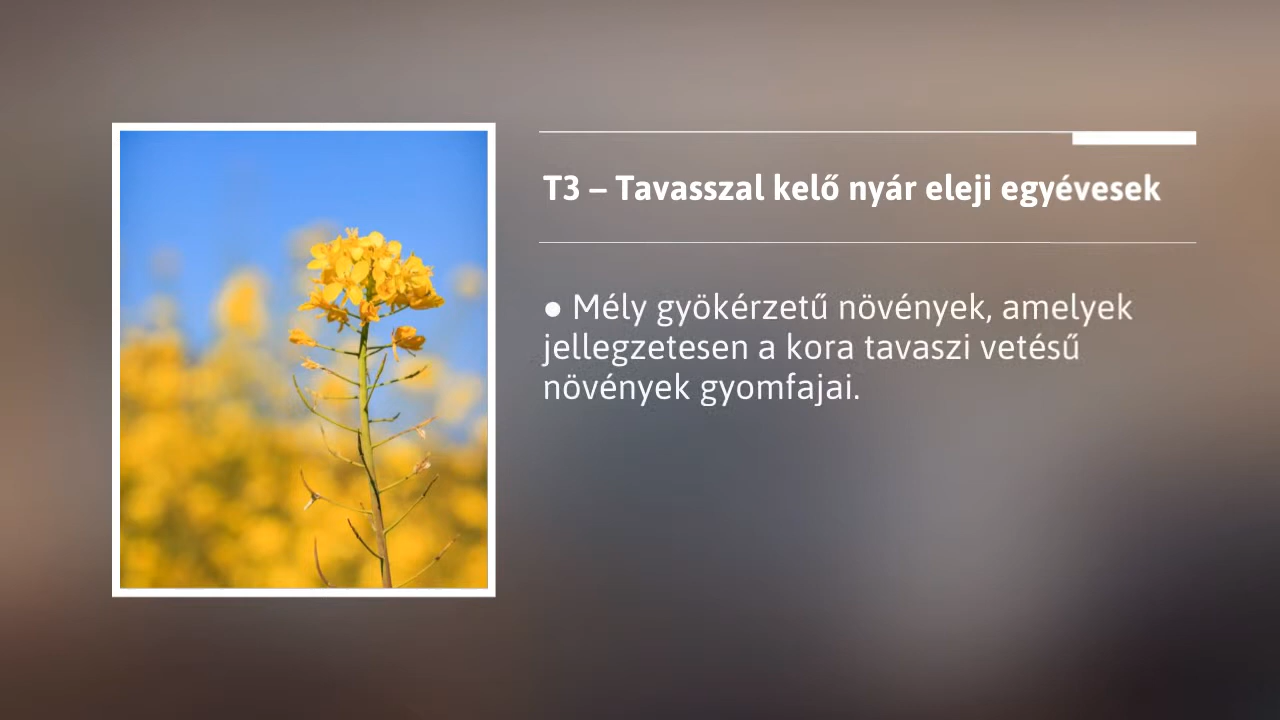 T3 – Tavasszal kelő nyár eleji egyévesek
● Mély gyökérzetű növények, amelyek
jellegzetesen a kora tavaszi vetésű
növények gyomfajai.